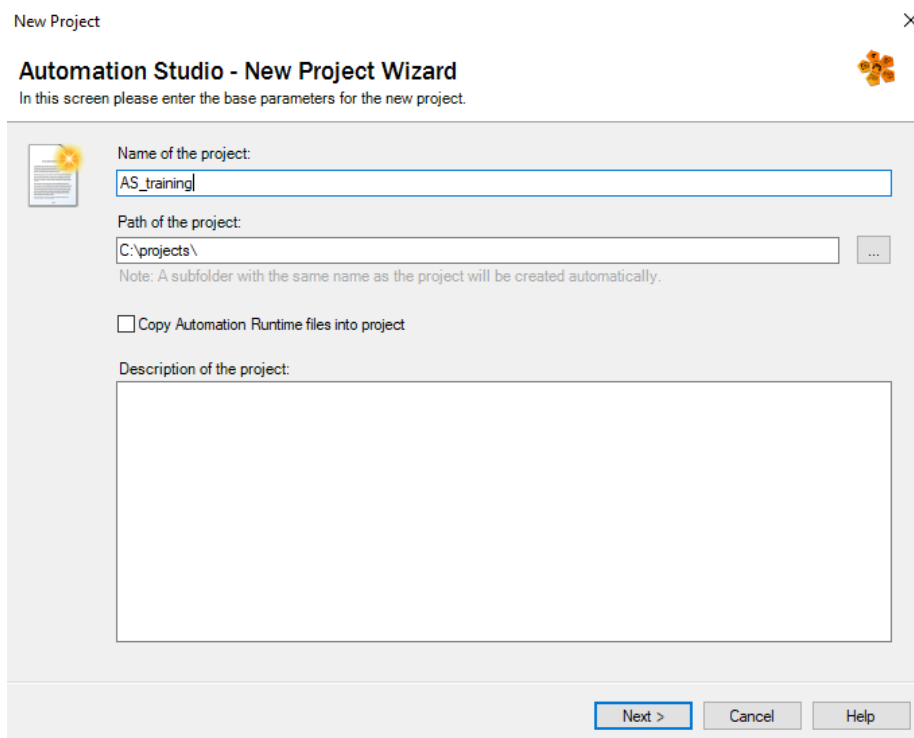 New Project
Automation Studio - New Project Wizard
In this screen please enter the base parameters for the new project.
Name of the project:
AS_training
Path of the project:
C:\projects\
...
Note: A subfolder with the same name as the project will be created automatically.
Copy Automation Runtime files into project
Description of the project:
Next >
Cancel
Help